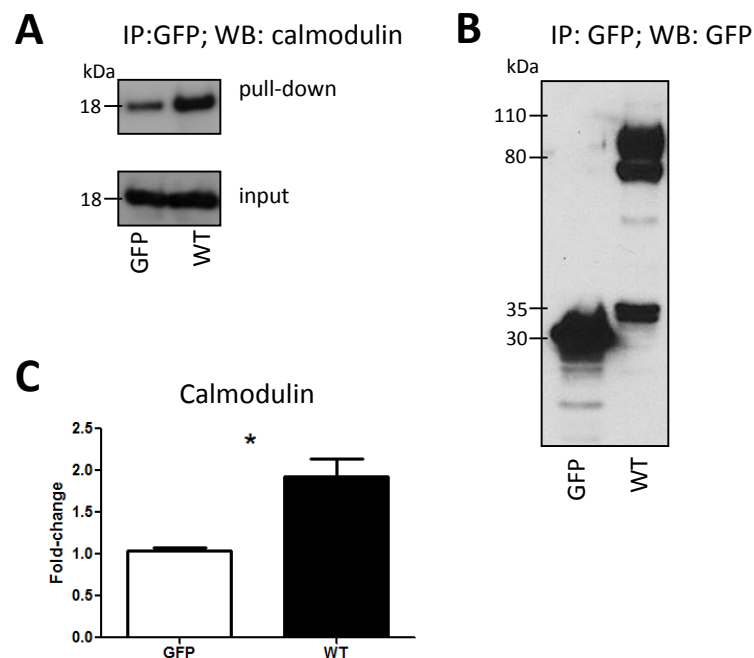 A
IP:GFP; WB: calmodulin
kDa
18
pull-down
18
input
GFP WT
B
IP: GFP; WB: GFP
kDa
110
80
35
30
GFP WT
C
Calmodulin
Fold-change
2.5
2.0
1.5
1.0
0.5
0.0
*
GFP WT